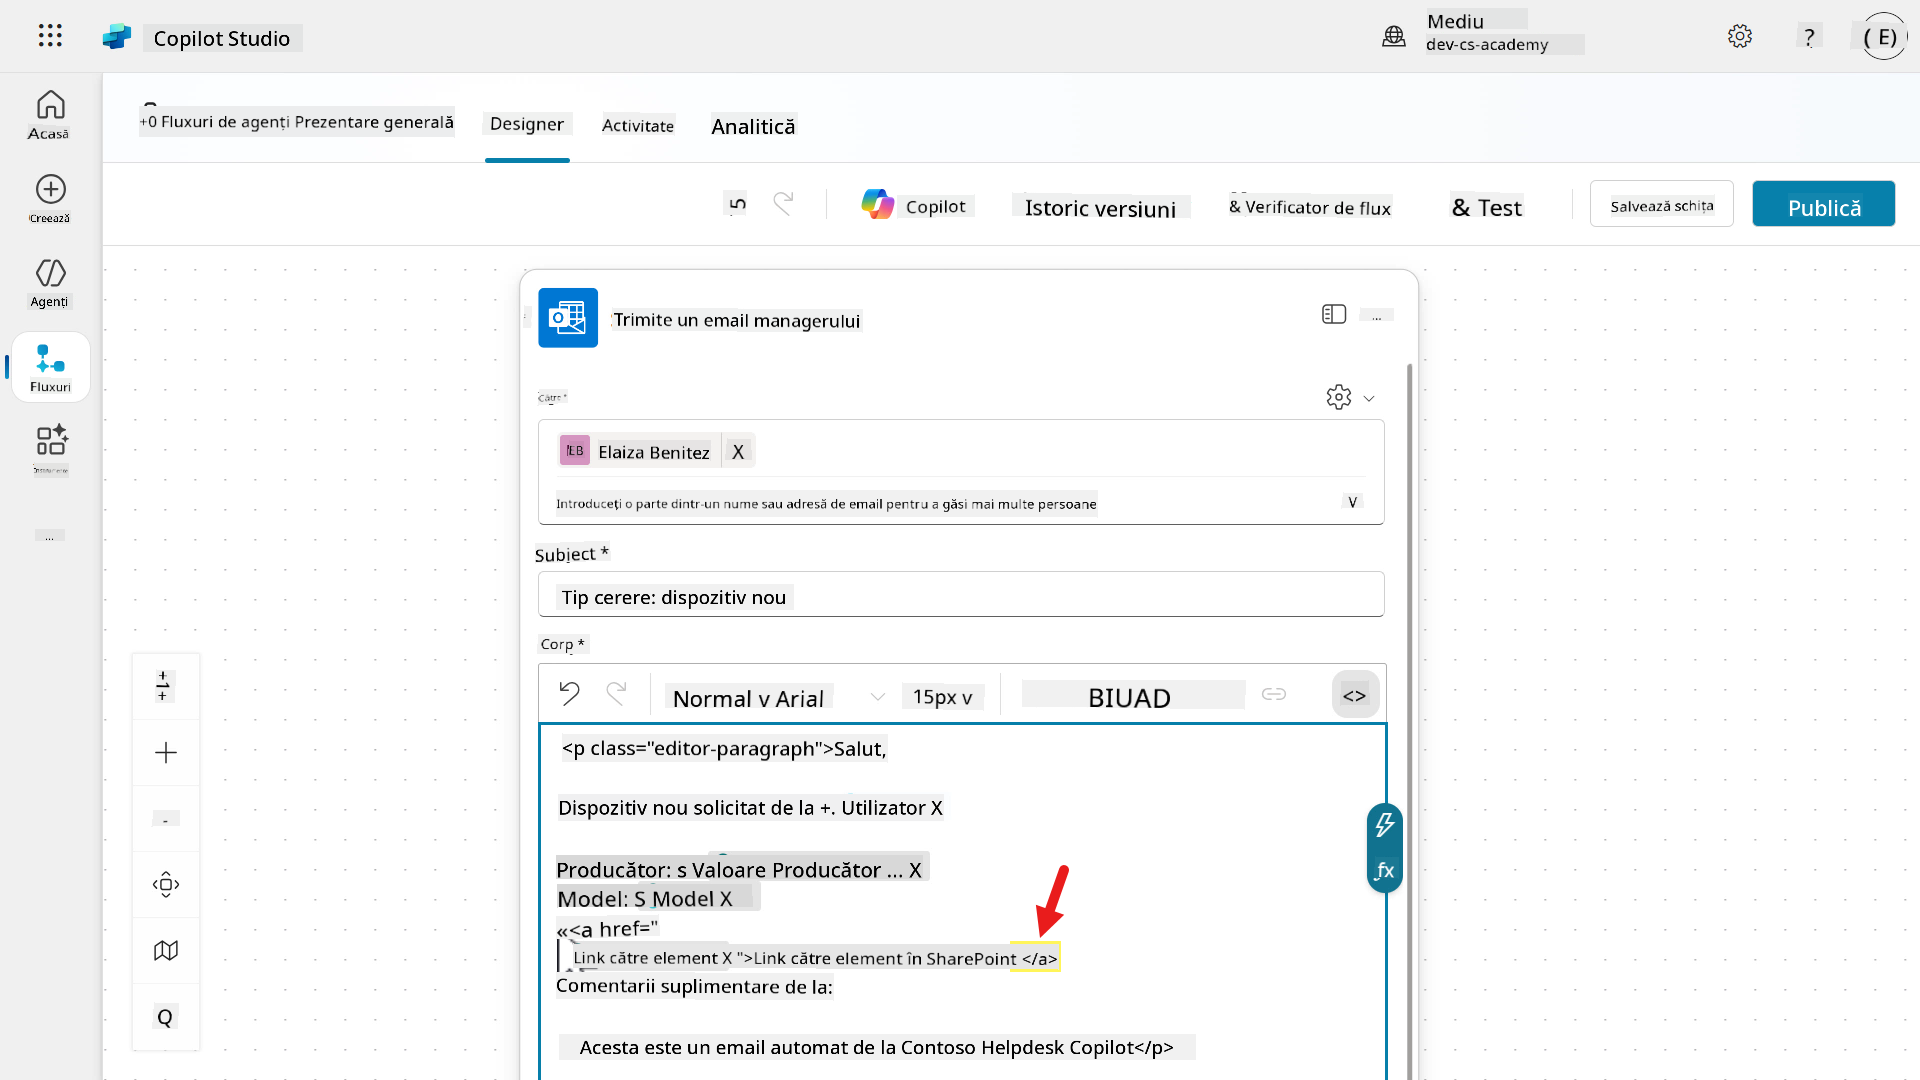 Copilot Studio
Mediu
dev-cs-academy
?
( E)
Acasă
Creează
Agenți
Fluxuri
...
+0 Fluxuri de agenți Prezentare generală
Designer
Activitate
Analitică
5
Copilot
Istoric versiuni
& Verificator de flux
& Test
Salvează schița
Publică
Trimite un email managerului
...
Către *
EB
Elaiza Benitez
X
Introduceți o parte dintr-un nume sau adresă de email pentru a găsi mai multe persoane
V
Subiect *
Tip cerere: dispozitiv nou
Corp *
Normal v Arial
15px v
BIUAD
<>
<p class="editor-paragraph">Salut,
Dispozitiv nou solicitat de la +. Utilizator X
Producător: s Valoare Producător ... X
Model: S Model X
«<a href="
Link către element X ">Link către element în SharePoint </a>
Comentarii suplimentare de la:
Acesta este un email automat de la Contoso Helpdesk Copilot</p>
fx
Q